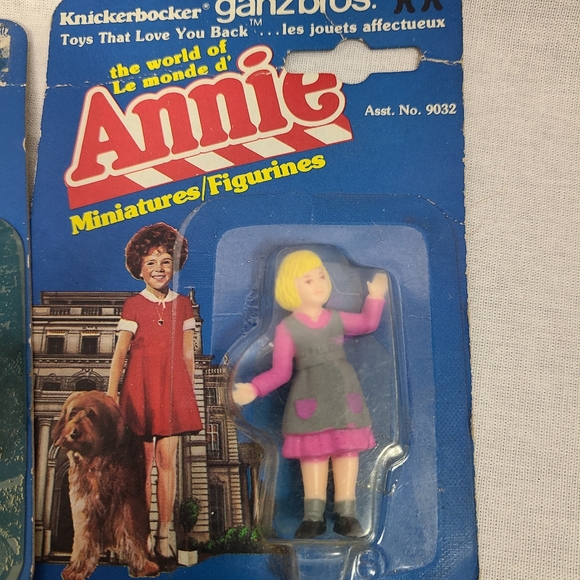 Knickerbocker® ganzbros.
Toys That Love You Back™ ...les jouets affectueux
the world of
Le monde d'
Annie
Asst. No. 9032
Miniatures/Figurines